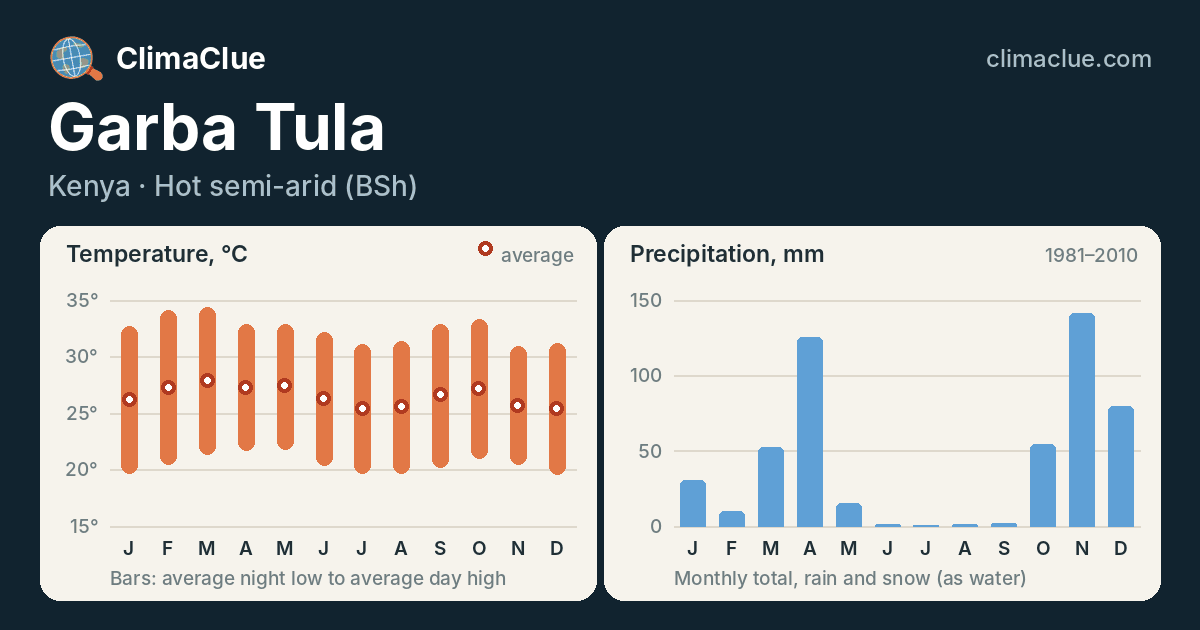 ClimaClue
climaclue.com
Garba Tula
Kenya · Hot semi-arid (BSh)
Temperature, °C
average
35°
30°
25°
20°
15°
J F M A M J J A S O N D
Bars: average night low to average day high
Precipitation, mm
1981–2010
150
100
50
0
J F M A M J J A S O N D
Monthly total, rain and snow (as water)